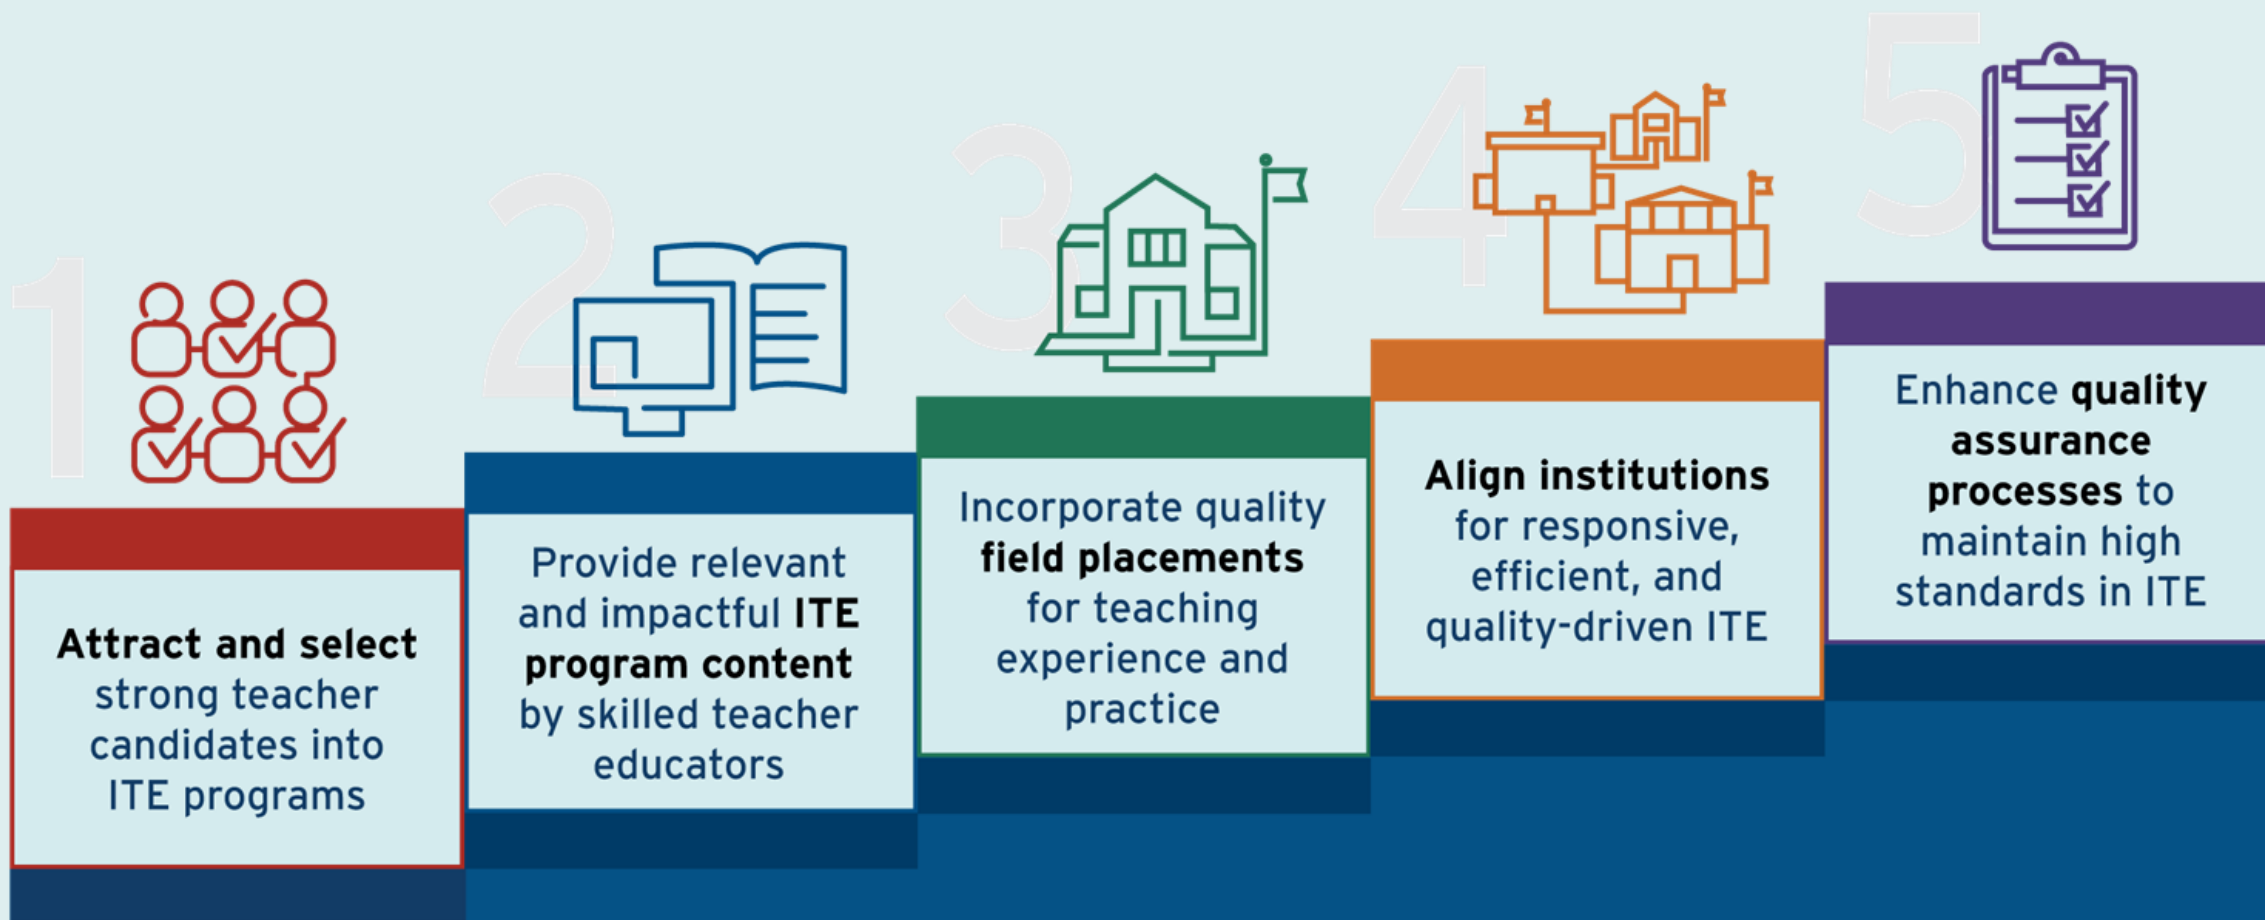 1
Attract and select
strong teacher
candidates into
ITE programs
2
Provide relevant
and impactful ITE
program content
by skilled teacher
educators
3
Incorporate quality
field placements
for teaching
experience and
practice
4
Align institutions
for responsive,
efficient, and
quality-driven ITE
5
Enhance quality
assurance
processes to
maintain high
standards in ITE